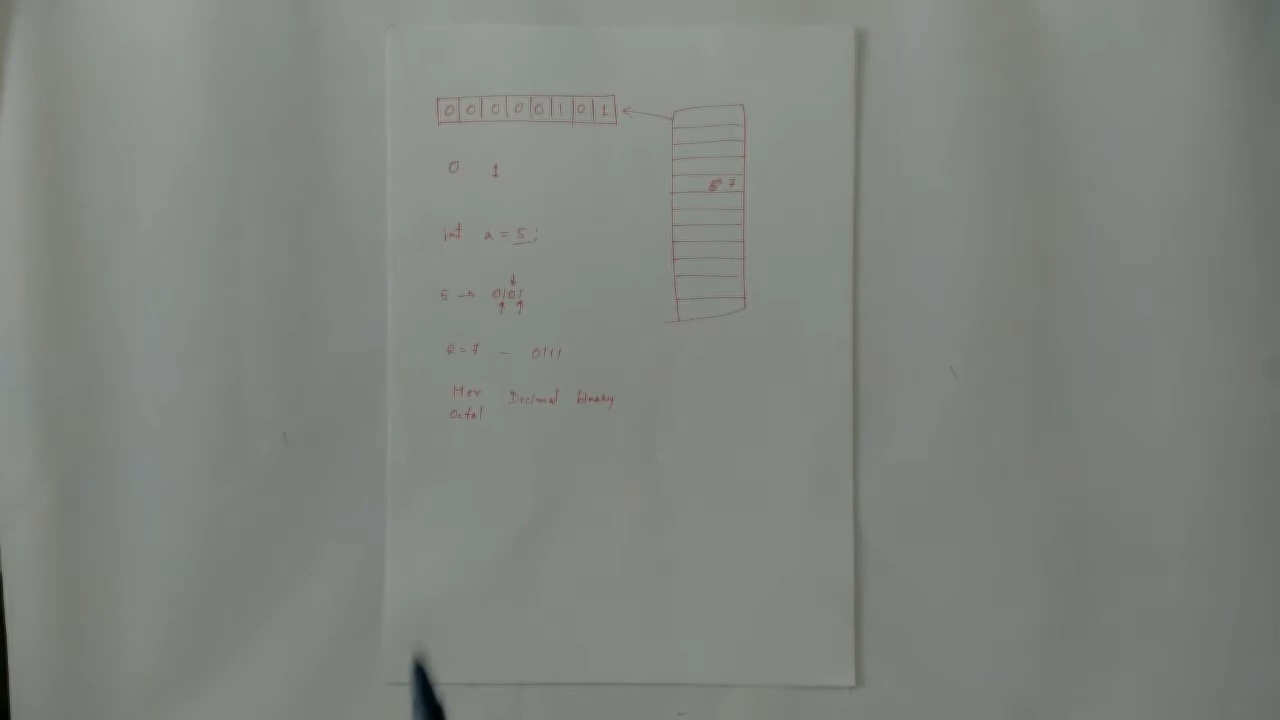 0 0 0 0 0 1 0 1
0 1
int a = 5;
5 → 0101
a = 7 - 0111
Hex Decimal binary
Octal
7